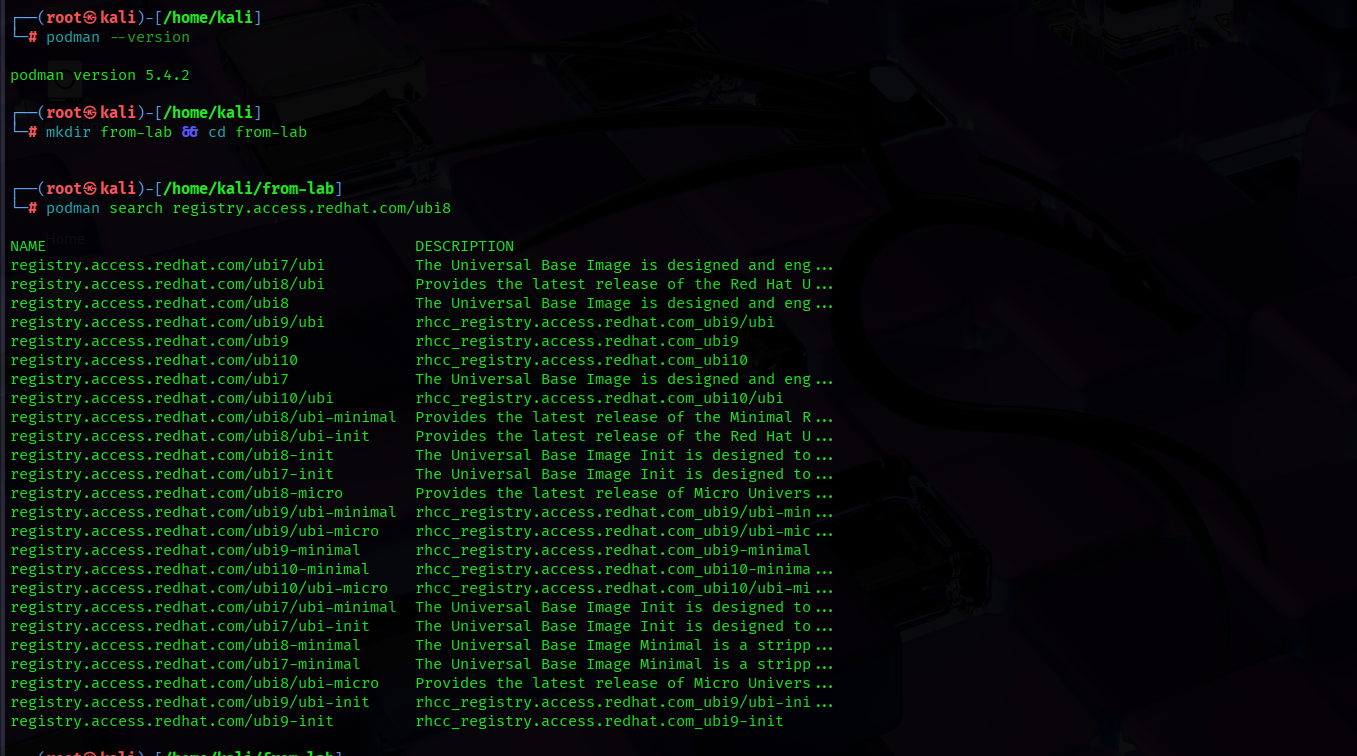 ┌──(root㉿kali)-[/home/kali]
└─# podman --version
podman version 5.4.2
┌──(root㉿kali)-[/home/kali]
└─# mkdir from-lab && cd from-lab
┌──(root㉿kali)-[/home/kali/from-lab]
└─# podman search registry.access.redhat.com/ubi8
Home
NAME DESCRIPTION
registry.access.redhat.com/ubi7/ubi The Universal Base Image is designed and eng...
registry.access.redhat.com/ubi8/ubi Provides the latest release of the Red Hat U...
registry.access.redhat.com/ubi8 The Universal Base Image is designed and eng...
registry.access.redhat.com/ubi9/ubi rhcc_registry.access.redhat.com_ubi9/ubi
registry.access.redhat.com/ubi9 rhcc_registry.access.redhat.com_ubi9
registry.access.redhat.com/ubi10 rhcc_registry.access.redhat.com_ubi10
registry.access.redhat.com/ubi7 The Universal Base Image is designed and eng...
registry.access.redhat.com/ubi10/ubi rhcc_registry.access.redhat.com_ubi10/ubi
registry.access.redhat.com/ubi8/ubi-minimal Provides the latest release of the Minimal R...
registry.access.redhat.com/ubi8/ubi-init Provides the latest release of the Red Hat U...
registry.access.redhat.com/ubi8-init The Universal Base Image Init is designed to...
registry.access.redhat.com/ubi7-init The Universal Base Image Init is designed to...
registry.access.redhat.com/ubi8-micro Provides the latest release of Micro Univers...
registry.access.redhat.com/ubi9/ubi-minimal rhcc_registry.access.redhat.com_ubi9/ubi-min...
registry.access.redhat.com/ubi9/ubi-micro rhcc_registry.access.redhat.com_ubi9/ubi-mic...
registry.access.redhat.com/ubi9-minimal rhcc_registry.access.redhat.com_ubi9-minimal
registry.access.redhat.com/ubi10-minimal rhcc_registry.access.redhat.com_ubi10-minima...
registry.access.redhat.com/ubi10/ubi-micro rhcc_registry.access.redhat.com_ubi10/ubi-mi...
registry.access.redhat.com/ubi7/ubi-minimal The Universal Base Image Init is designed to...
registry.access.redhat.com/ubi7/ubi-init The Universal Base Image Init is designed to...
registry.access.redhat.com/ubi8-minimal The Universal Base Image Minimal is a stripp...
registry.access.redhat.com/ubi7-minimal The Universal Base Image Minimal is a stripp...
registry.access.redhat.com/ubi8/ubi-micro Provides the latest release of Micro Univers...
registry.access.redhat.com/ubi9/ubi-init rhcc_registry.access.redhat.com_ubi9/ubi-ini...
registry.access.redhat.com/ubi9-init rhcc_registry.access.redhat.com_ubi9-init
┌──(root㉿kali)-[/home/kali/from-lab]